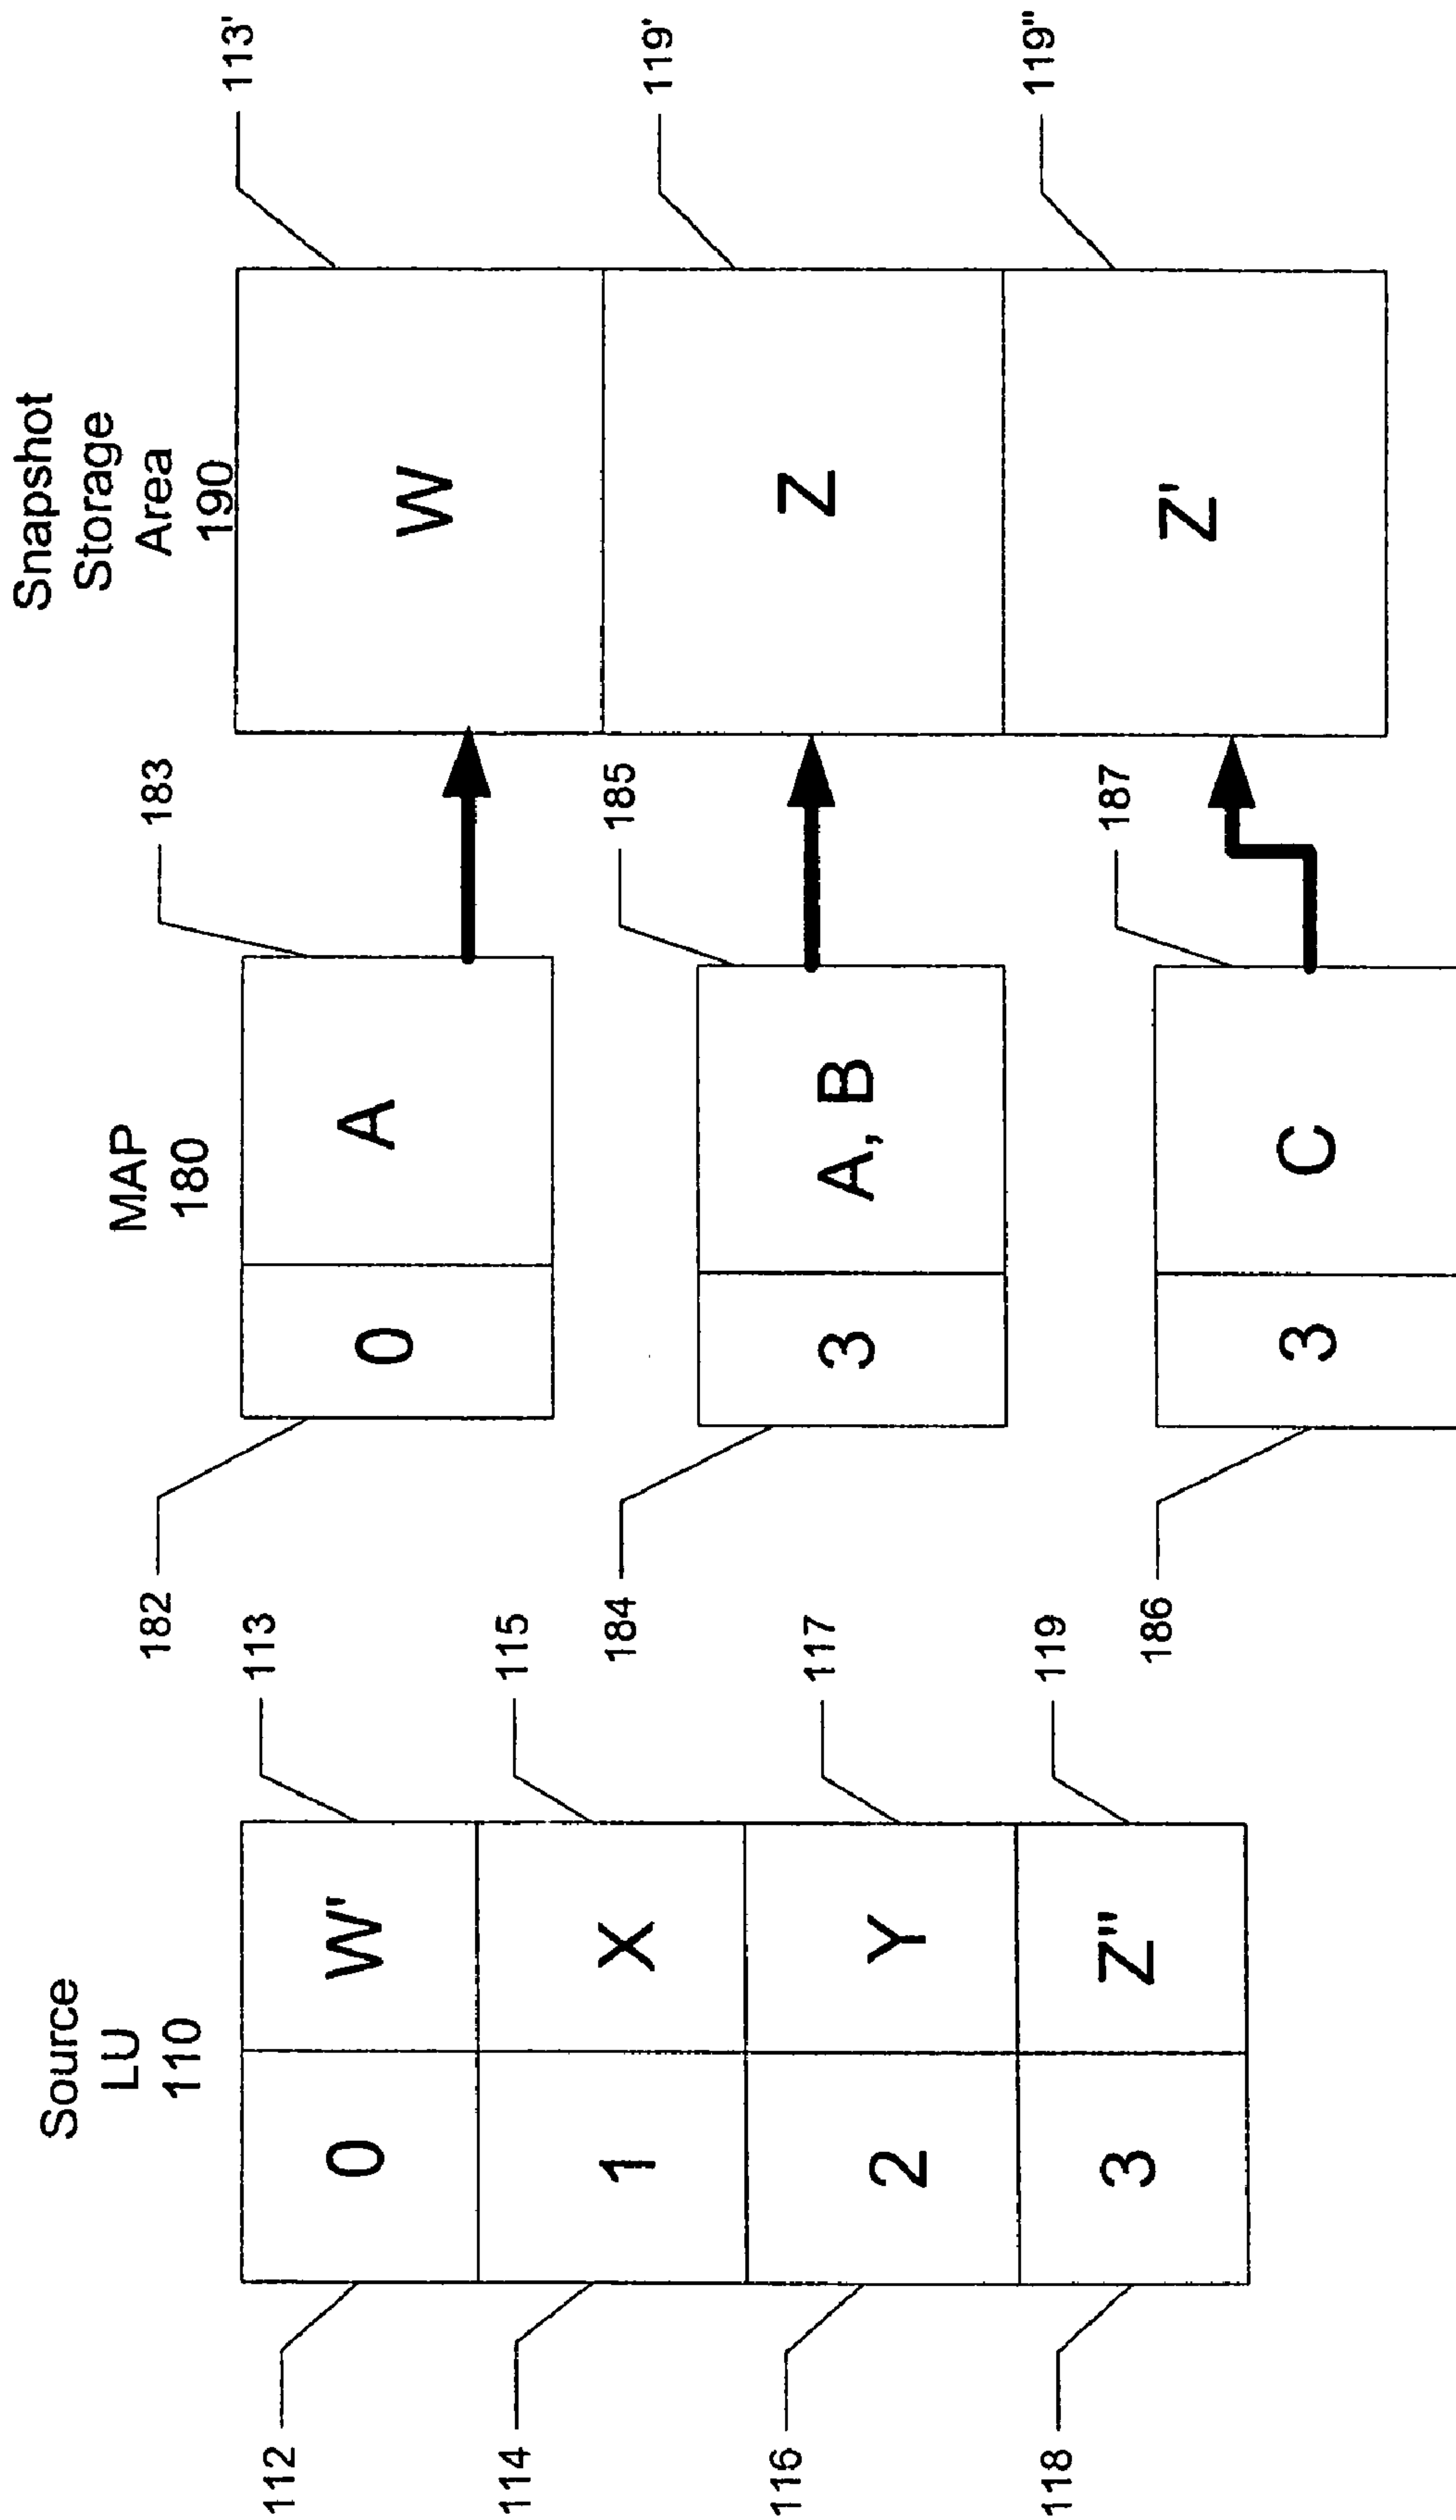 Source
LU
110
112
0
W'
113
114
1
X
115
116
2
Y
117
118
3
Z"
119
MAP
180
182
0
A
183
184
3
A, B
185
186
3
C
187
Snapshot
Storage
Area
190
W
113'
Z
119'
Z'
119"